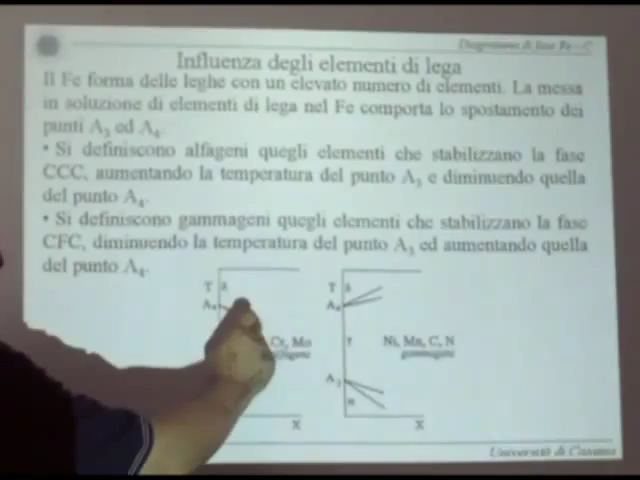 Diagramma di fase Fe - C
Influenza degli elementi di lega
Il Fe forma delle leghe con un elevato numero di elementi. La messa
in soluzione di elementi di lega nel Fe comporta lo spostamento dei
punti A3 ed A4.
• Si definiscono alfageni quegli elementi che stabilizzano la fase
CCC, aumentando la temperatura del punto A3 e diminuendo quella
del punto A4.
• Si definiscono gammageni quegli elementi che stabilizzano la fase
CFC, diminuendo la temperatura del punto A3 ed aumentando quella
del punto A4.
T T
A4 A4
Cr, Mo Ni, Mn, C, N
gammageni
A3
X X
Università di Cassino